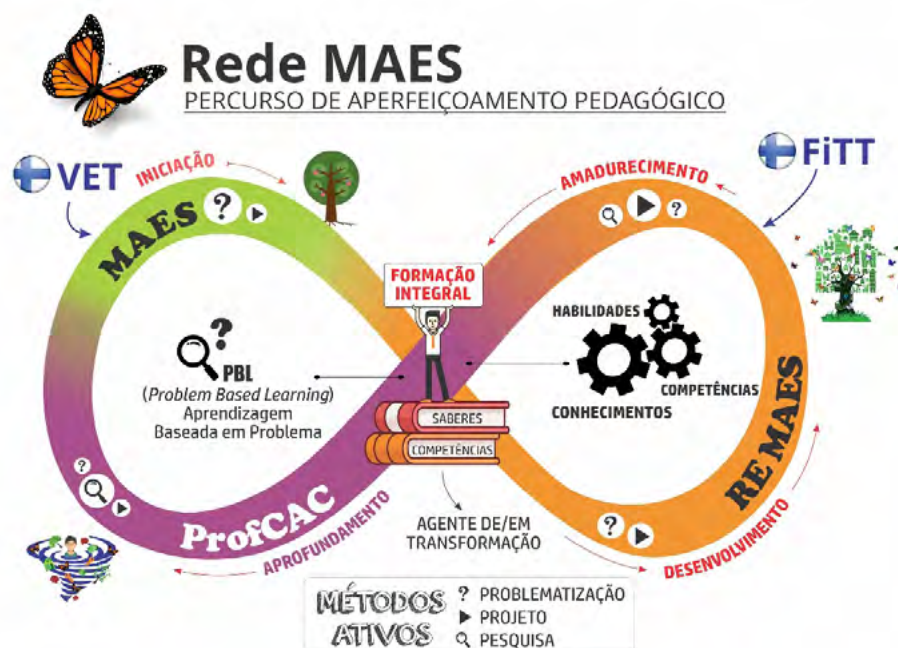 Rede MAES
PERCURSO DE APERFEIÇOAMENTO PEDAGÓGICO
VET
INICIAÇÃO
MAES ?
AMADURECIMENTO
FiTT
?
FORMAÇÃO
INTEGRAL
?
PBL
(Problem Based Learning)
Aprendizagem
Baseada em Problema
HABILIDADES
COMPETÊNCIAS
CONHECIMENTOS
SABERES
COMPETÊNCIAS
RE MAES
?
ProfCAC
APROFUNDAMENTO
AGENTE DE/EM
TRANSFORMAÇÃO
?
DESENVOLVIMENTO
MÉTODOS
ATIVOS
? PROBLEMATIZAÇÃO
PROJETO
PESQUISA